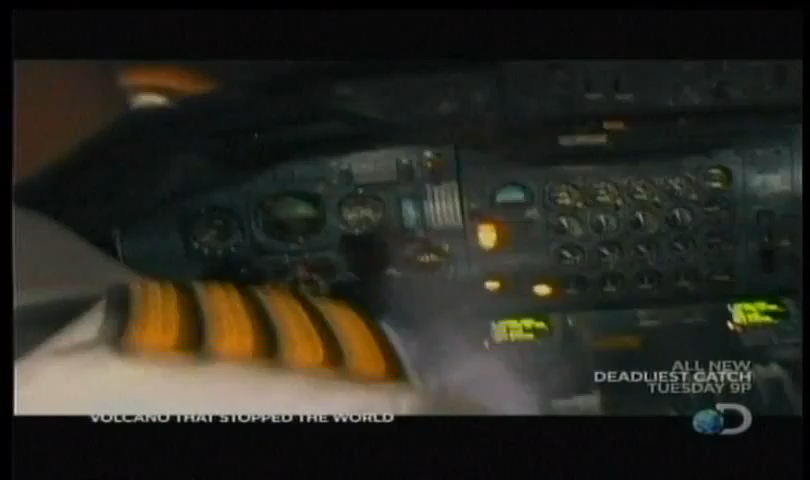 ALL NEW
DEADLIEST CATCH
TUESDAY 9P
VOLCANO THAT STOPPED THE WORLD
D